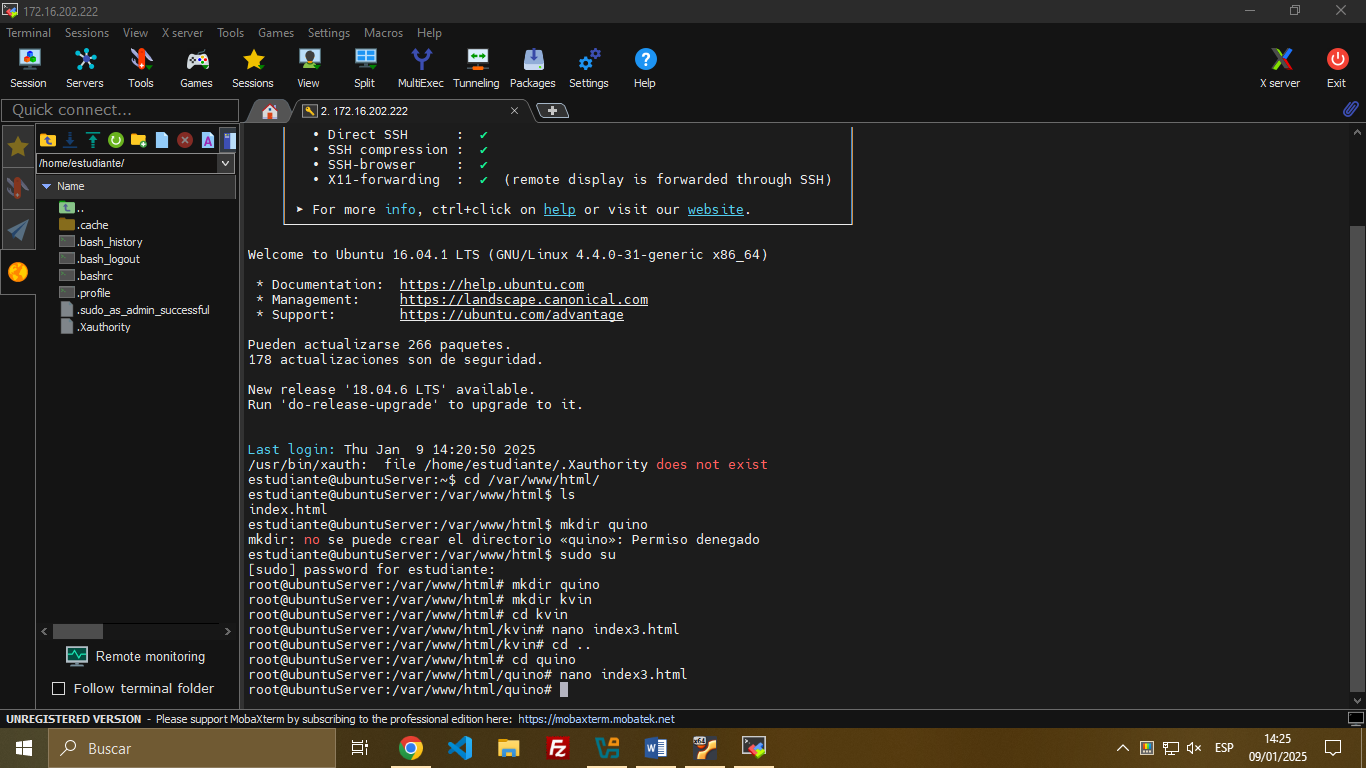 172.16.202.222
Terminal Sessions View X server Tools Games Settings Macros Help
Session Servers Tools Games Sessions View Split MultiExec Tunneling Packages Settings Help X server Exit
Quick connect...
2. 172.16.202.222
/home/estudiante/
Name
..
.cache
.bash_history
.bash_logout
.bashrc
.profile
.sudo_as_admin_successful
.Xauthority
Remote monitoring
Follow terminal folder
• Direct SSH : ✔
• SSH compression : ✔
• SSH-browser : ✔
• X11-forwarding : ✔ (remote display is forwarded through SSH)
➤ For more info, ctrl+click on help or visit our website.
Welcome to Ubuntu 16.04.1 LTS (GNU/Linux 4.4.0-31-generic x86_64)
* Documentation: https://help.ubuntu.com
* Management: https://landscape.canonical.com
* Support: https://ubuntu.com/advantage
Pueden actualizarse 266 paquetes.
178 actualizaciones son de seguridad.
New release '18.04.6 LTS' available.
Run 'do-release-upgrade' to upgrade to it.
Last login: Thu Jan 9 14:20:50 2025
/usr/bin/xauth: file /home/estudiante/.Xauthority does not exist
estudiante@ubuntuServer:~$ cd /var/www/html/
estudiante@ubuntuServer:/var/www/html$ ls
index.html
estudiante@ubuntuServer:/var/www/html$ mkdir quino
mkdir: no se puede crear el directorio «quino»: Permiso denegado
estudiante@ubuntuServer:/var/www/html$ sudo su
[sudo] password for estudiante:
root@ubuntuServer:/var/www/html# mkdir quino
root@ubuntuServer:/var/www/html# mkdir kvin
root@ubuntuServer:/var/www/html# cd kvin
root@ubuntuServer:/var/www/html/kvin# nano index3.html
root@ubuntuServer:/var/www/html/kvin# cd ..
root@ubuntuServer:/var/www/html# cd quino
root@ubuntuServer:/var/www/html/quino# nano index3.html
root@ubuntuServer:/var/www/html/quino#
UNREGISTERED VERSION - Please support MobaXterm by subscribing to the professional edition here: https://mobaxterm.mobatek.net
Buscar
ESP
14:25
09/01/2025